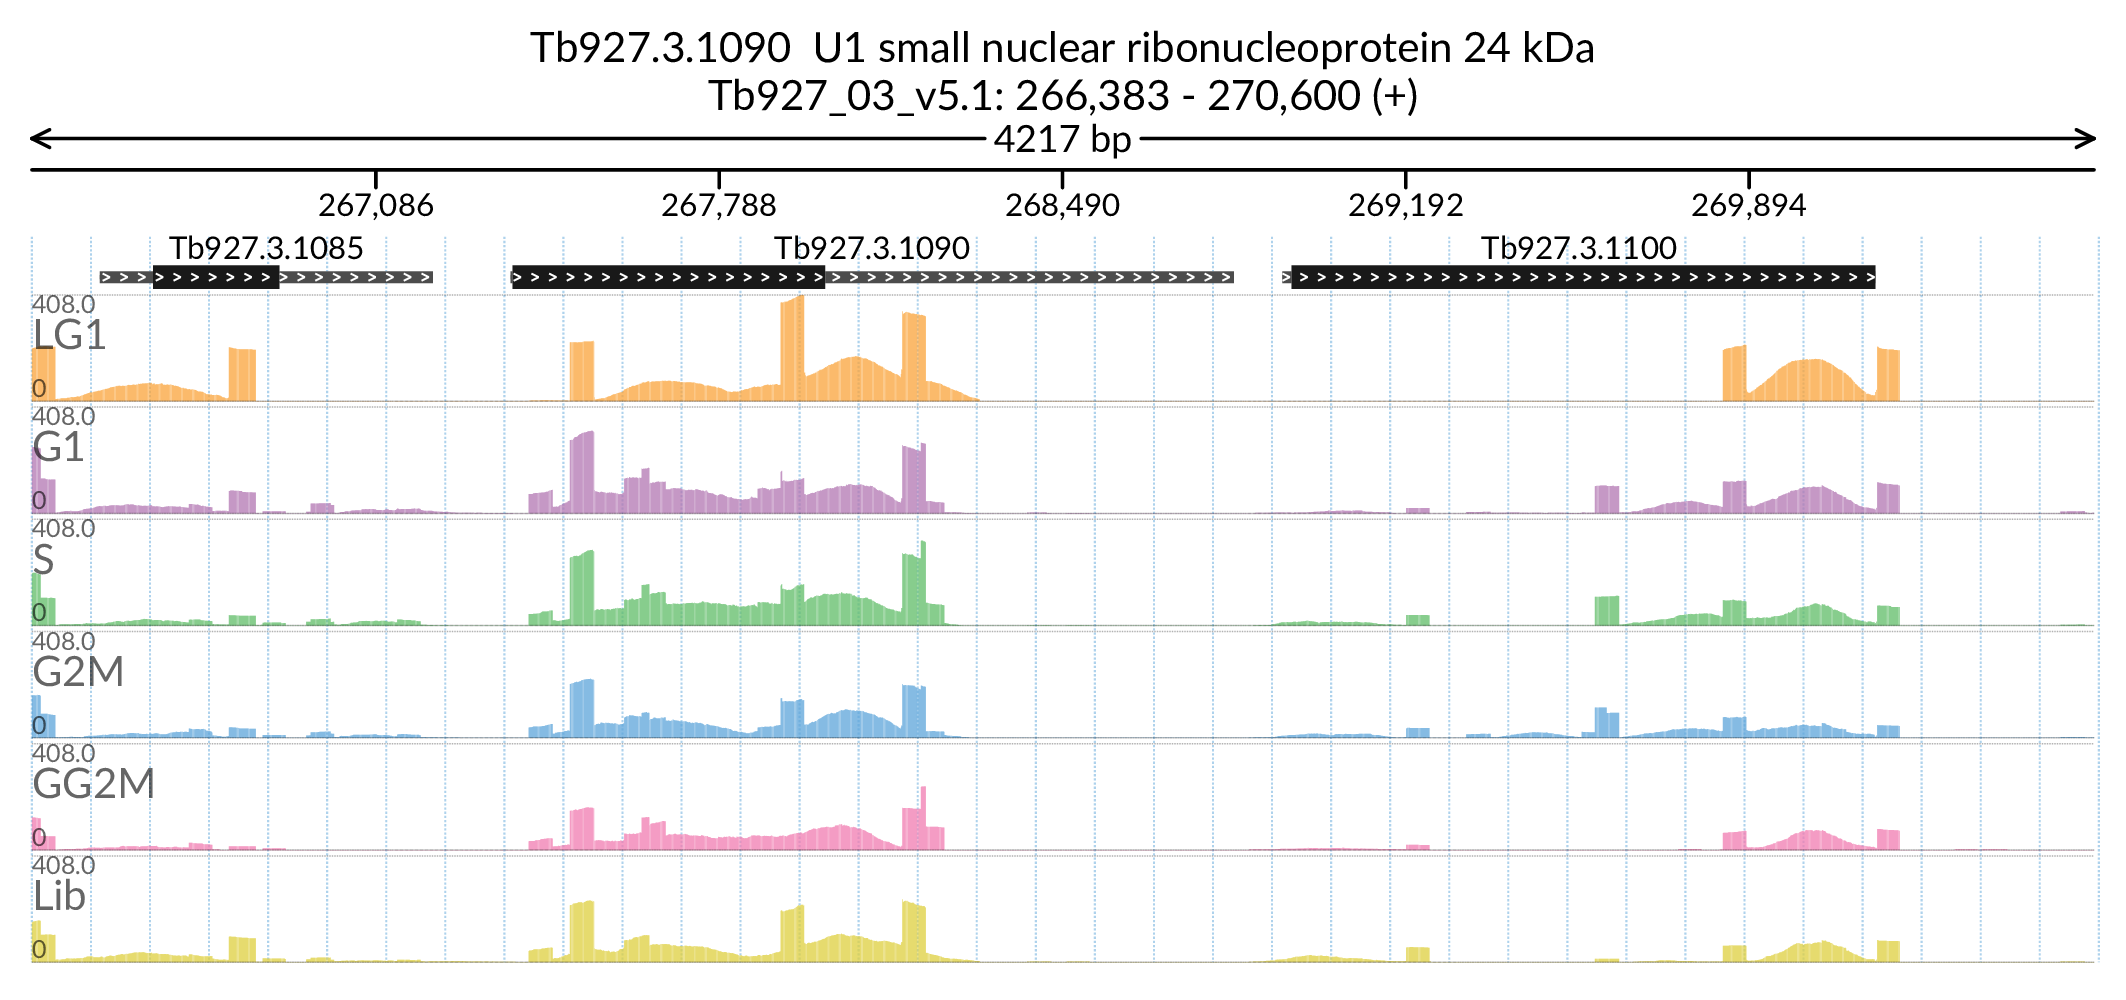 Tb927.3.1090  U1 small nuclear ribonucleoprotein 24 kDa
Tb927_03_v5.1: 266,383 - 270,600 (+)
4217 bp
267,086 267,788 268,490 269,192 269,894
Tb927.3.1085 Tb927.3.1090 Tb927.3.1100
408.0
LG1
0
408.0
G1
0
408.0
S
0
408.0
G2M
0
408.0
GG2M
0
408.0
Lib
0